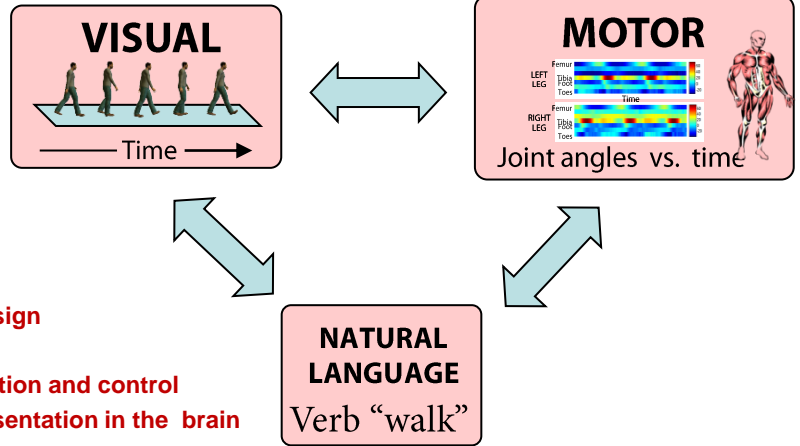 VISUAL
Time
MOTOR
LEFT
LEG
Femur
Tibia
Foot
Toes
Time
RIGHT
LEG
Femur
Tibia
Foot
Toes
Joint angles vs. time
sign
tion and control
sentation in the brain
NATURAL
LANGUAGE
Verb “walk”